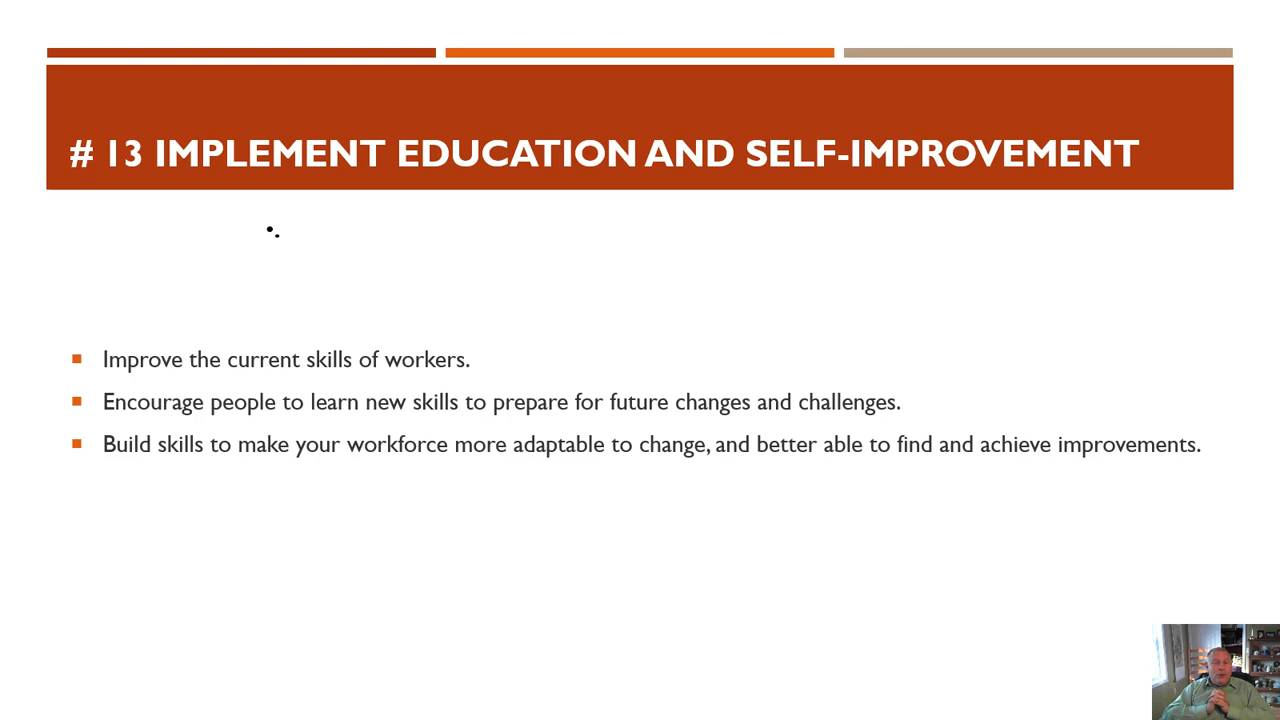 # 13 IMPLEMENT EDUCATION AND SELF-IMPROVEMENT
•.
▪ Improve the current skills of workers.
▪ Encourage people to learn new skills to prepare for future changes and challenges.
▪ Build skills to make your workforce more adaptable to change, and better able to find and achieve improvements.